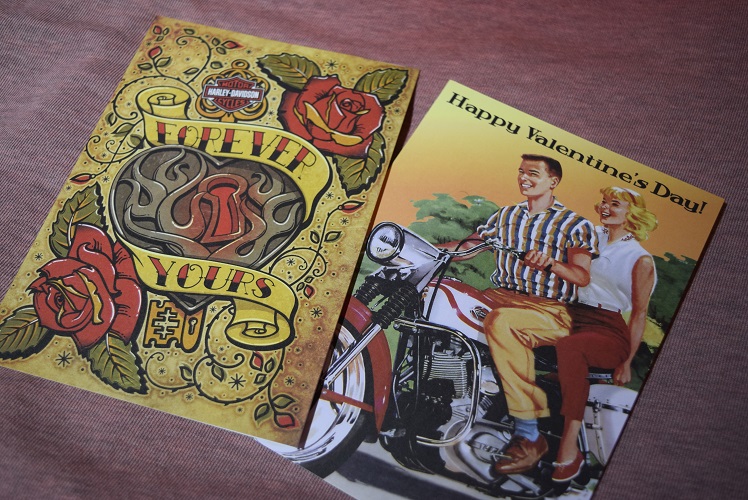 MOTOR
HARLEY-DAVIDSON
CYCLES
FOREVER
YOURS
Happy Valentine's Day!